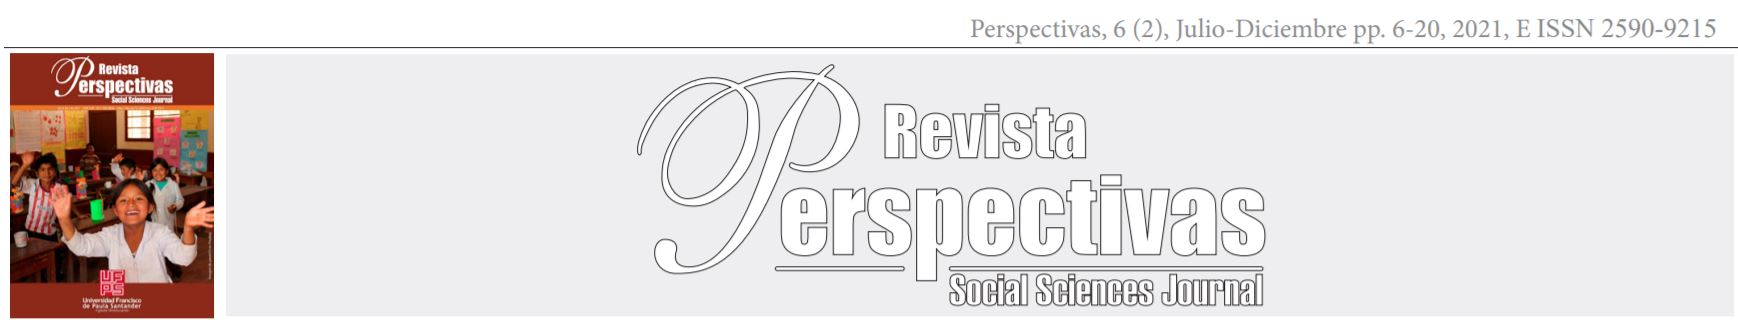 Perspectivas, 6 (2), Julio-Diciembre pp. 6-20, 2021, E ISSN 2590-9215
Revista
Perspectivas
Social Sciences Journal
UFPS
Universidad Francisco
de Paula Santander
Revista
Perspectivas
Social Sciences Journal